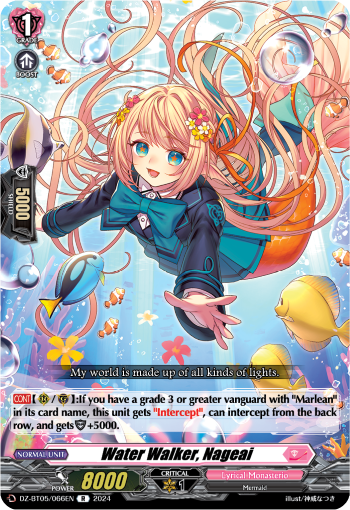 1
GRADE
BOOST
5000
SHIELD
My world is made up of all kinds of lights.
CONT【 / 】:If you have a grade 3 or greater vanguard with "Marlean"
in its card name, this unit gets "Intercept", can intercept from the back
row, and gets +5000.
NORMAL UNIT
Water Walker, Nageai
POWER 8000
CRITICAL
1
Lyrical Monasterio
Mermaid
DZ-BT05/066EN R 2024
illust/神威なつき